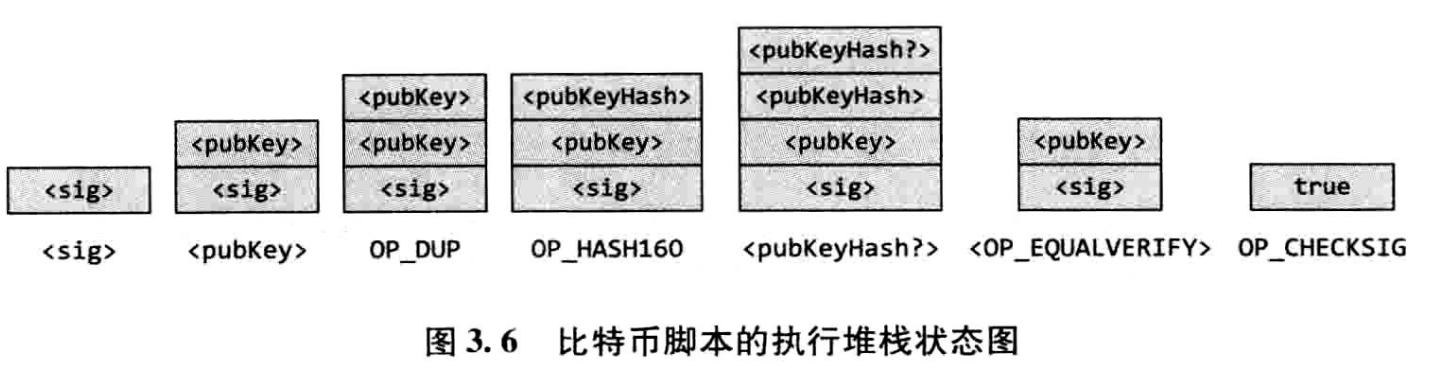 <pubKeyHash?>
<pubKey> <pubKeyHash> <pubKeyHash>
<pubKey> <pubKey> <pubKey> <pubKey> <pubKey>
<sig> <sig> <sig> <sig> <sig> <sig> true
<sig> <pubKey> OP_DUP OP_HASH160 <pubKeyHash?> <OP_EQUALVERIFY> OP_CHECKSIG
图 3.6 比特币脚本的执行堆栈状态图